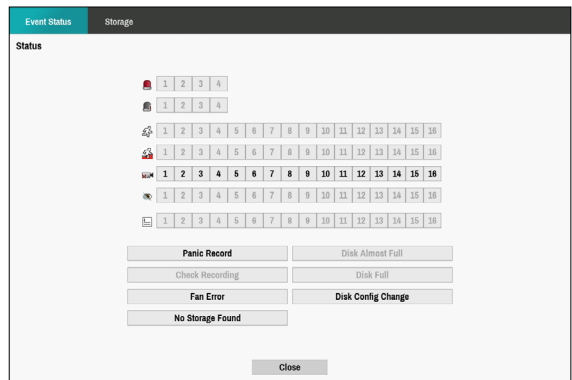 Event Status Storage
Status
1 2 3 4
1 2 3 4
1 2 3 4 5 6 7 8 9 10 11 12 13 14 15 16
1 2 3 4 5 6 7 8 9 10 11 12 13 14 15 16
1 2 3 4 5 6 7 8 9 10 11 12 13 14 15 16
1 2 3 4 5 6 7 8 9 10 11 12 13 14 15 16
1 2 3 4 5 6 7 8 9 10 11 12 13 14 15 16
Panic Record Disk Almost Full
Check Recording Disk Full
Fan Error Disk Config Change
No Storage Found
Close